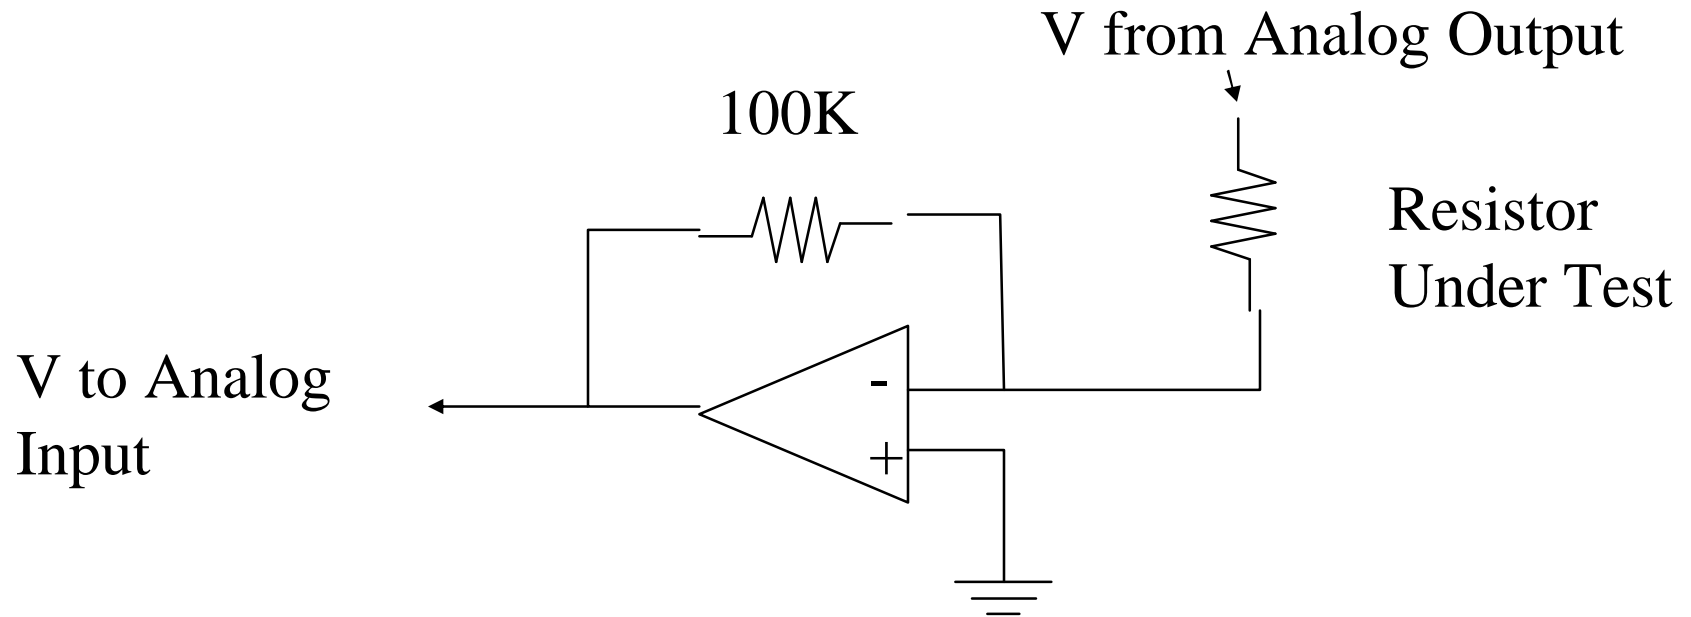 V from Analog Output
100K
Resistor
Under Test
V to Analog
Input
-
+